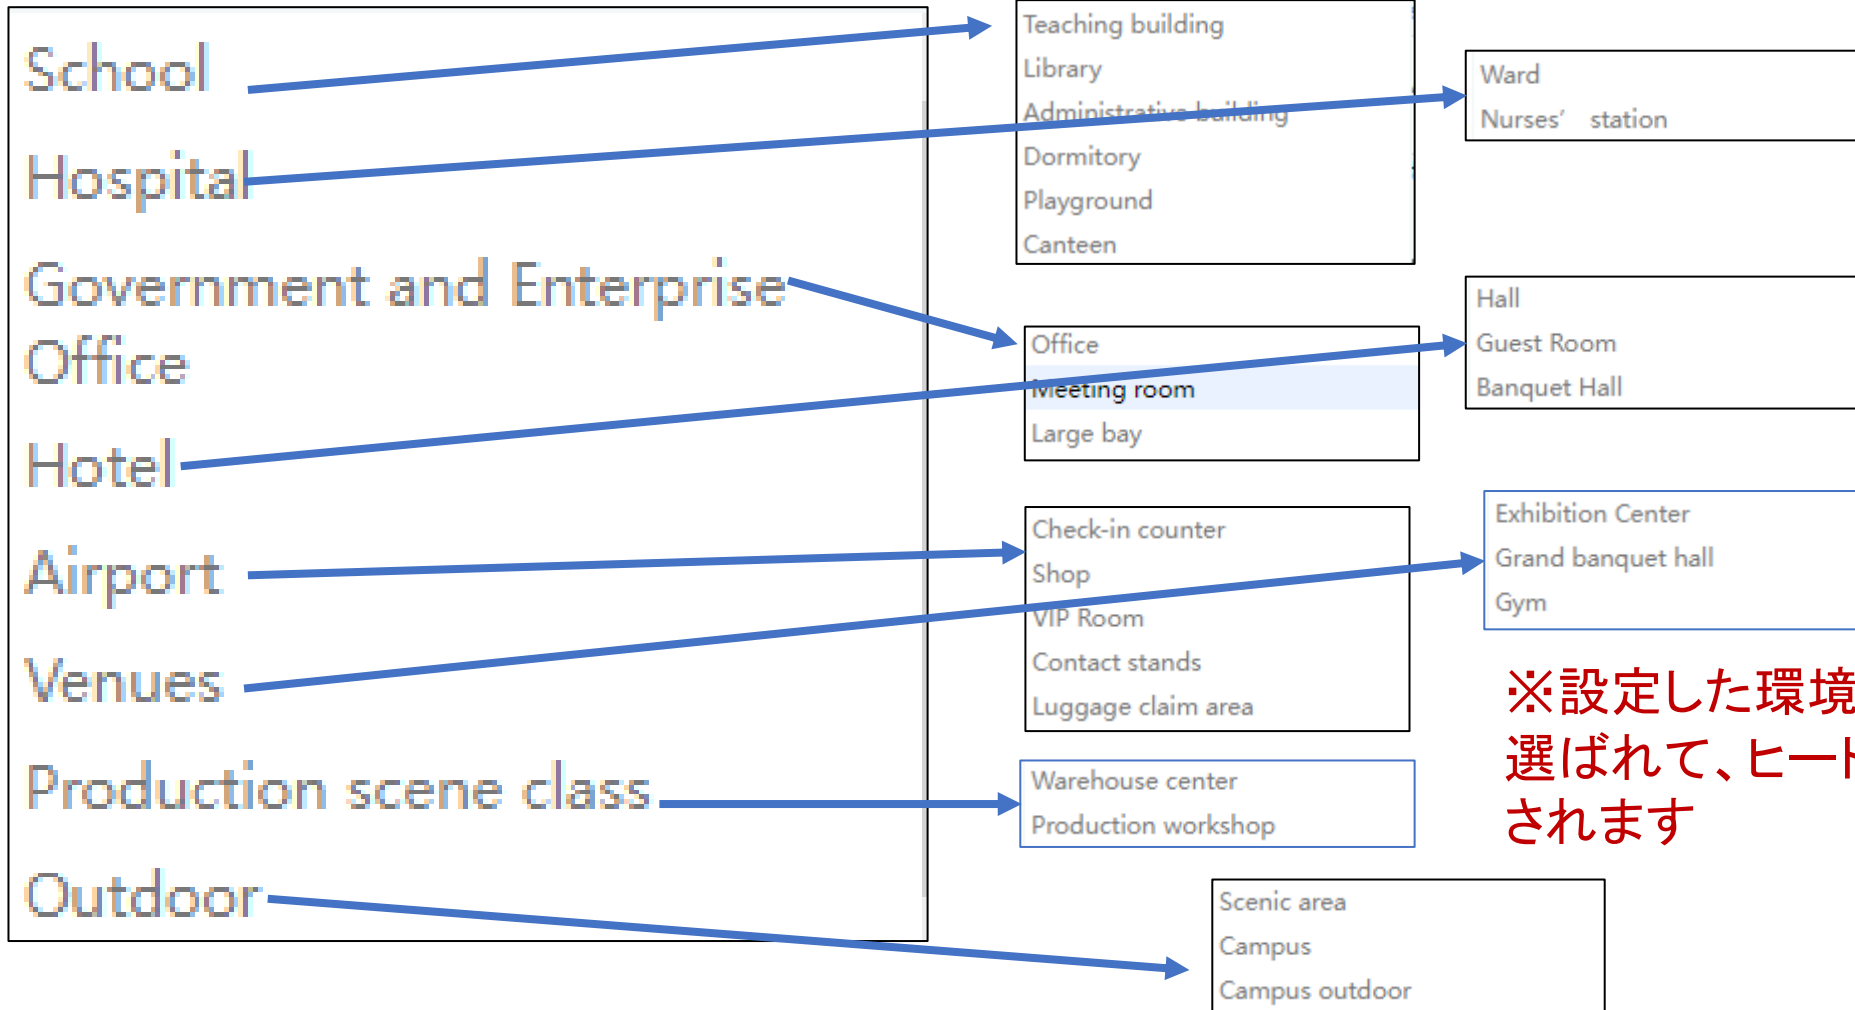 School
Hospital
Government and Enterprise
Office
Hotel
Airport
Venues
Production scene class
Outdoor
Teaching building
Library
Administrative building
Dormitory
Playground
Canteen
Ward
Nurses’ station
Office
Meeting room
Large bay
Hall
Guest Room
Banquet Hall
Check-in counter
Shop
VIP Room
Contact stands
Luggage claim area
Exhibition Center
Grand banquet hall
Gym
Warehouse center
Production workshop
Scenic area
Campus
Campus outdoor
※設定した環境
選ばれて、ヒート
されます